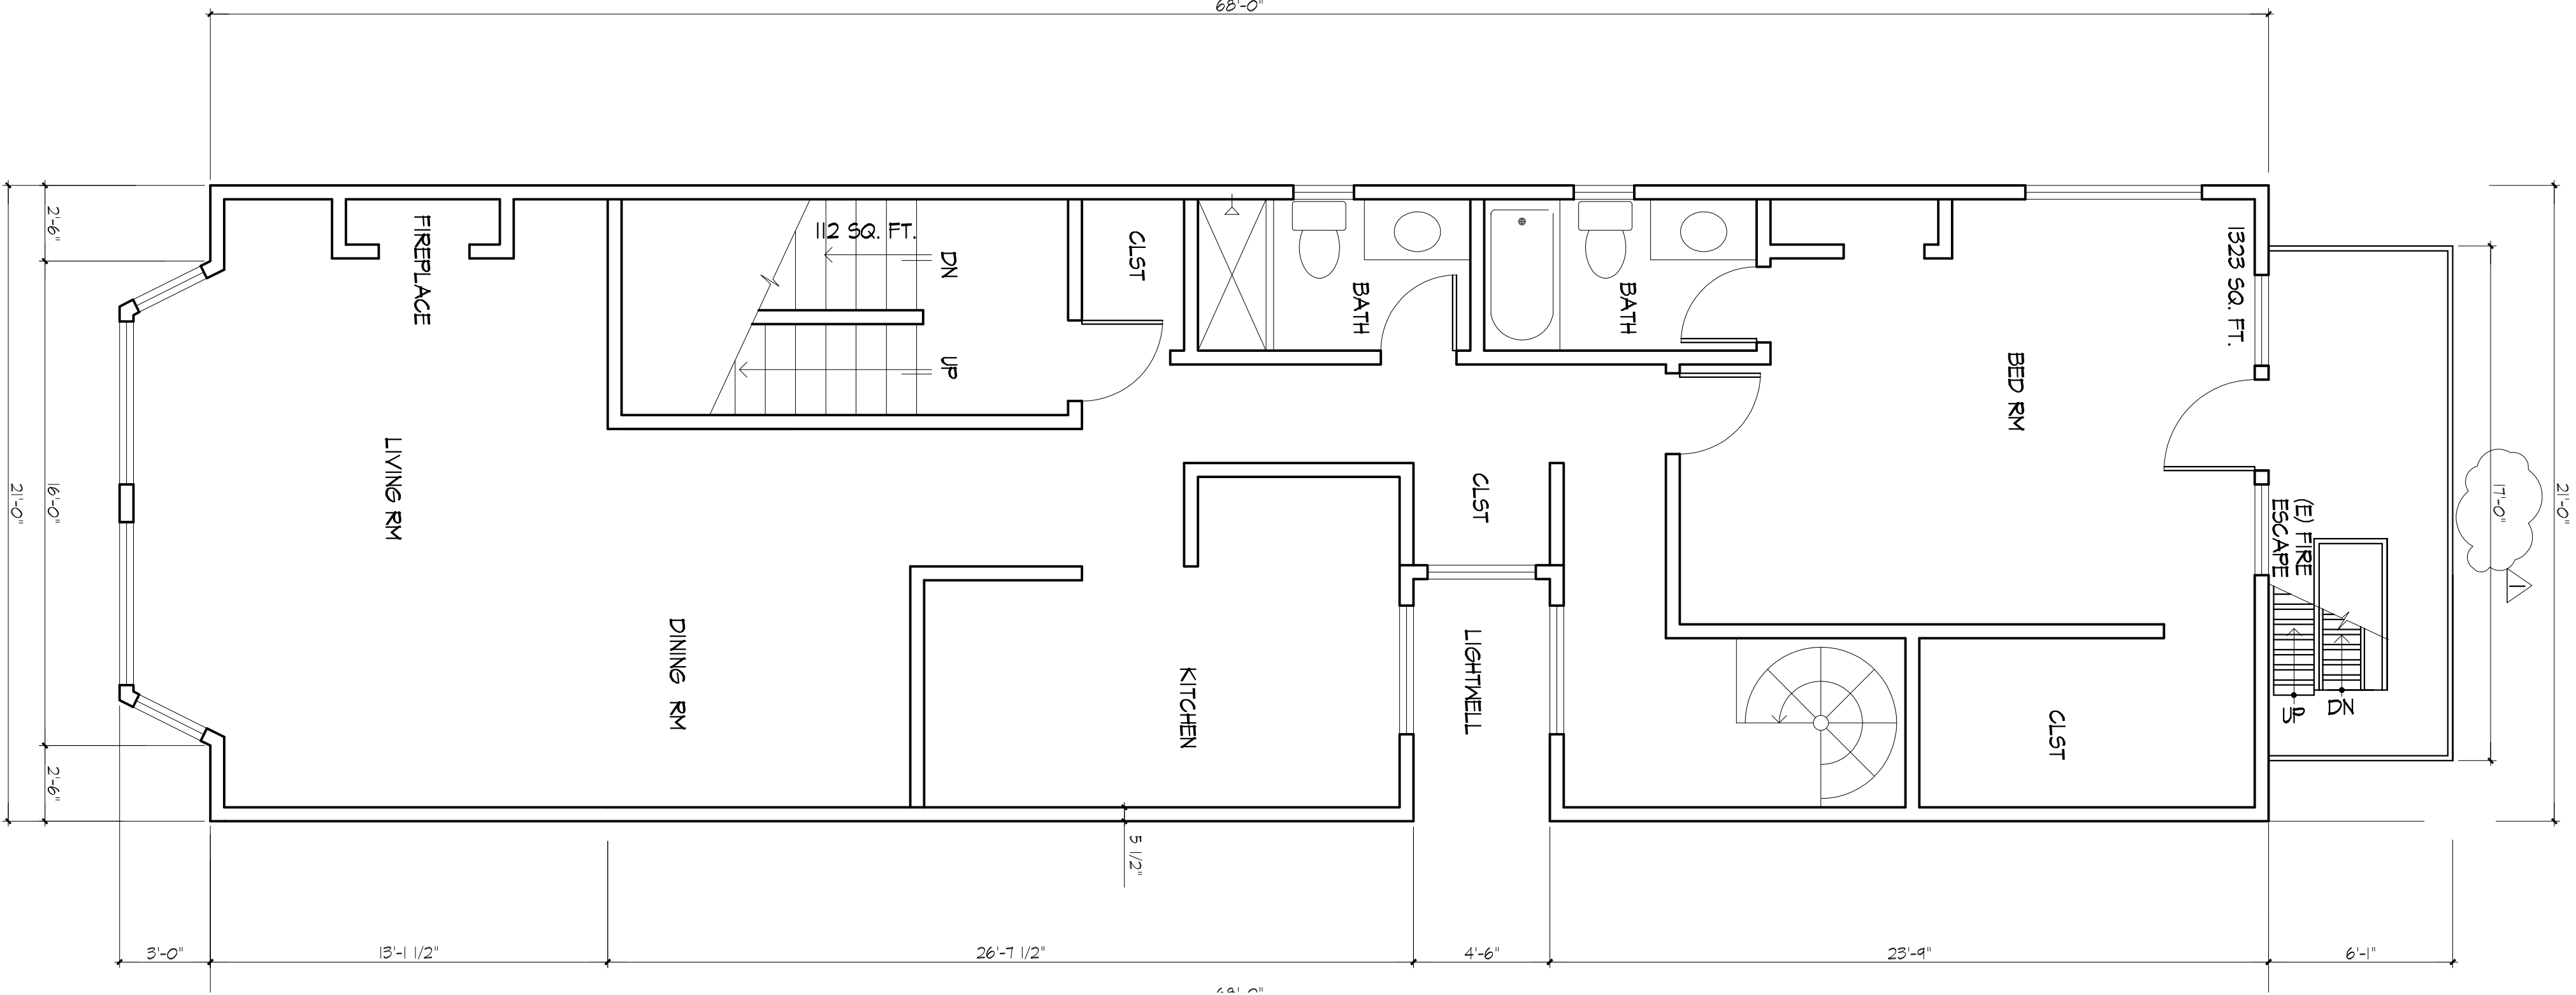 68'-0"
2'-6"
16'-0"
2'-6"
21'-0"
FIREPLACE
LIVING RM
112 SQ. FT.
DN
UP
CLST
BATH
BATH
BED RM
1323 SQ. FT.
CLST
LIGHTWELL
DINING RM
KITCHEN
CLST
(E) FIRE
ESCAPE
UP
DN
17'-0"
1
21'-0"
5 1/2"
3'-0"
13'-1 1/2"
26'-7 1/2"
4'-6"
23'-9"
6'-1"